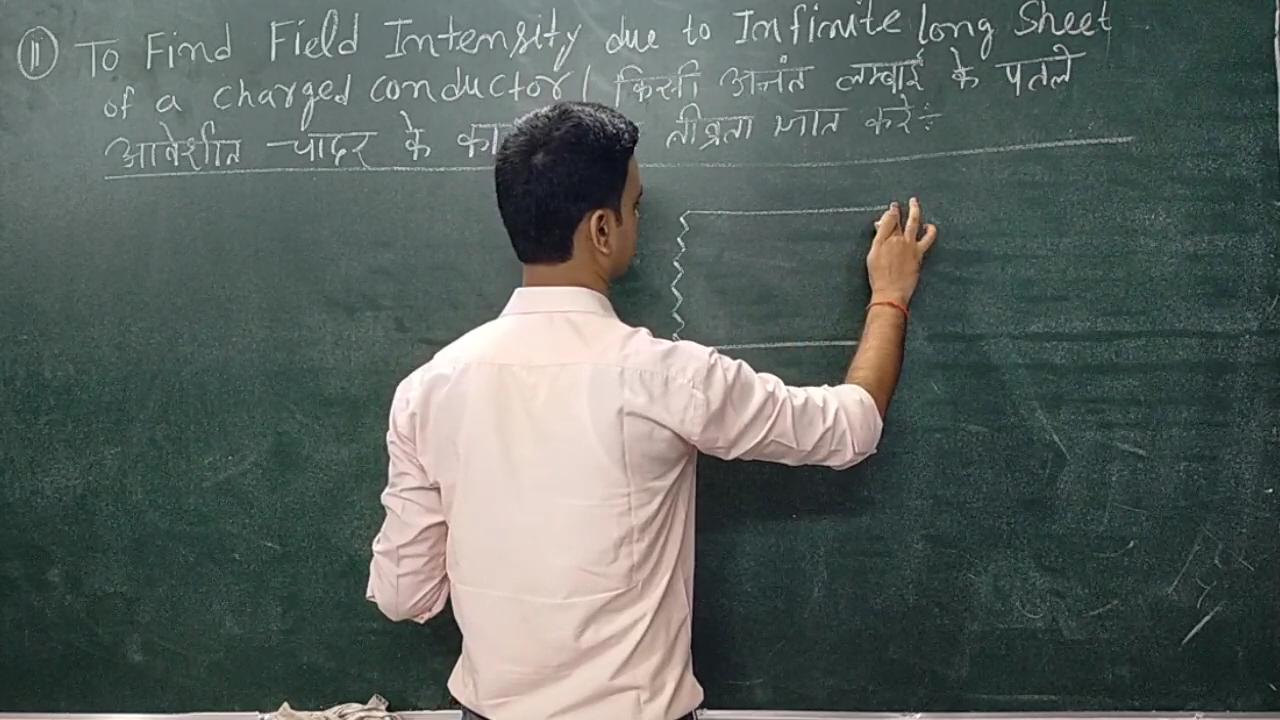 (11) To Find Field Intensity due to Infinite long Sheet
of a charged conductor / किसी अनंत लम्बाई के पतले
आवेशीत चादर के का तीव्रता ज्ञात करें÷